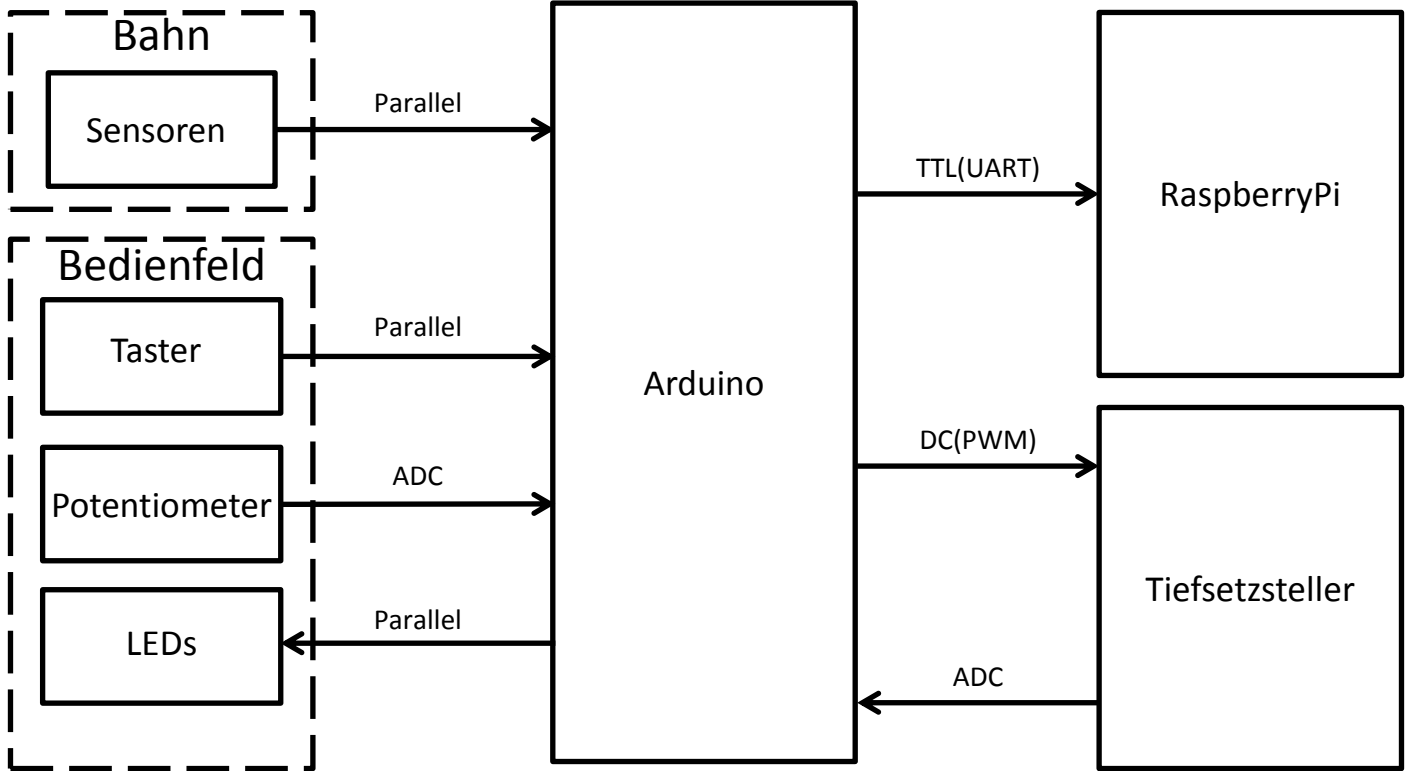 Bahn
Sensoren
Parallel
Bedienfeld
Taster
Parallel
Potentiometer
ADC
LEDs
Parallel
Arduino
TTL(UART)
RaspberryPi
DC(PWM)
Tiefsetzsteller
ADC